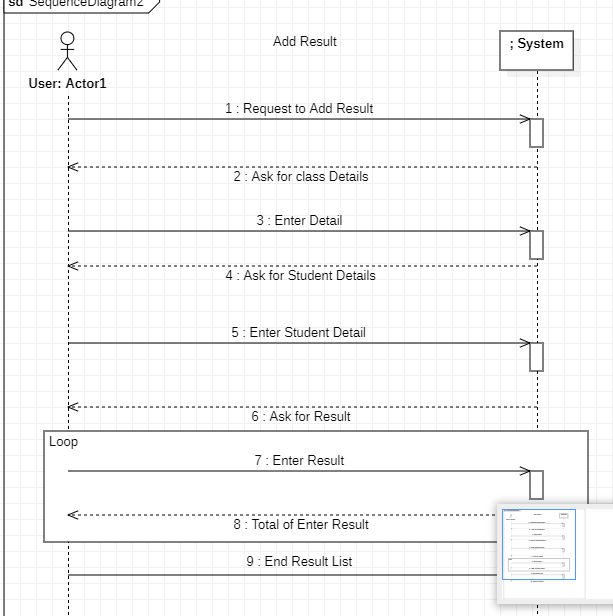 sd SequenceDiagram2
Add Result
; System
User: Actor1
1 : Request to Add Result
2 : Ask for class Details
3 : Enter Detail
4 : Ask for Student Details
5 : Enter Student Detail
6 : Ask for Result
Loop
7 : Enter Result
8 : Total of Enter Result
9 : End Result List